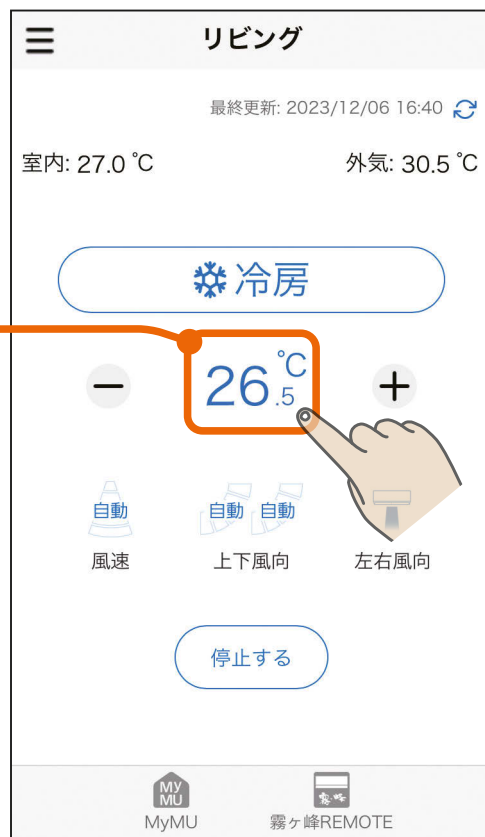 リビング
最終更新: 2023/12/06 16:40
室内: 27.0 ℃ 外気: 30.5 ℃
冷房
26.5 ℃
自動 自動 自動
風速 上下風向 左右風向
停止する
MY MU 霧ヶ峰
MyMU 霧ヶ峰REMOTE